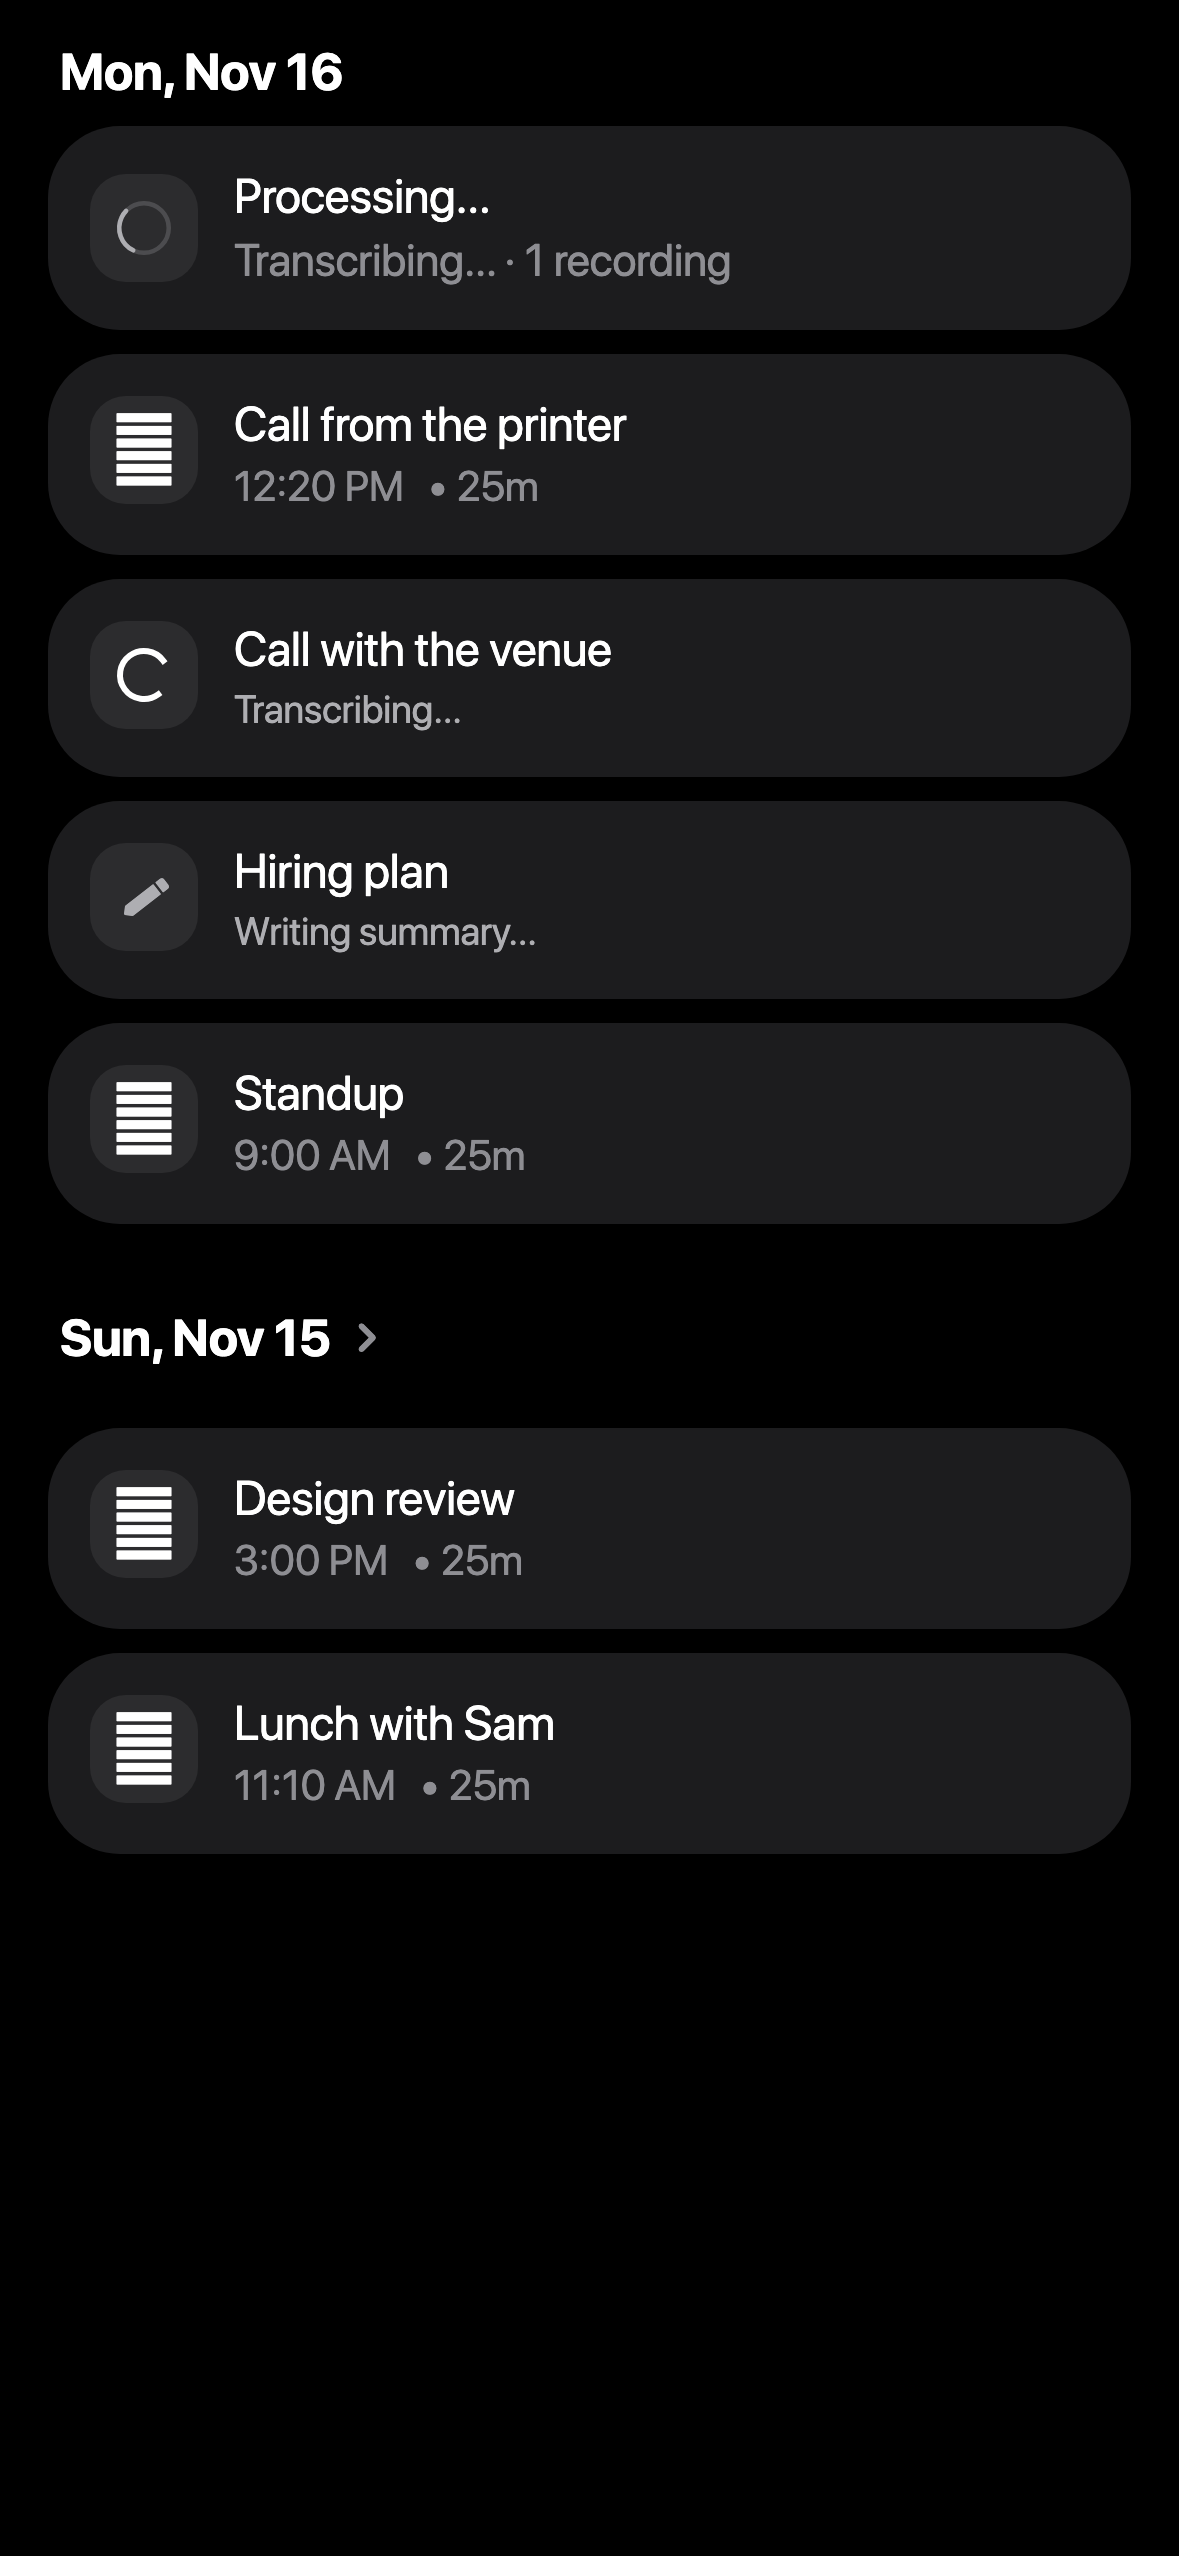 Mon, Nov 16
Processing...
Transcribing... · 1 recording
Call from the printer
12:20 PM • 25m
Call with the venue
Transcribing...
Hiring plan
Writing summary...
Standup
9:00 AM • 25m
Sun, Nov 15
Design review
3:00 PM • 25m
Lunch with Sam
11:10 AM • 25m